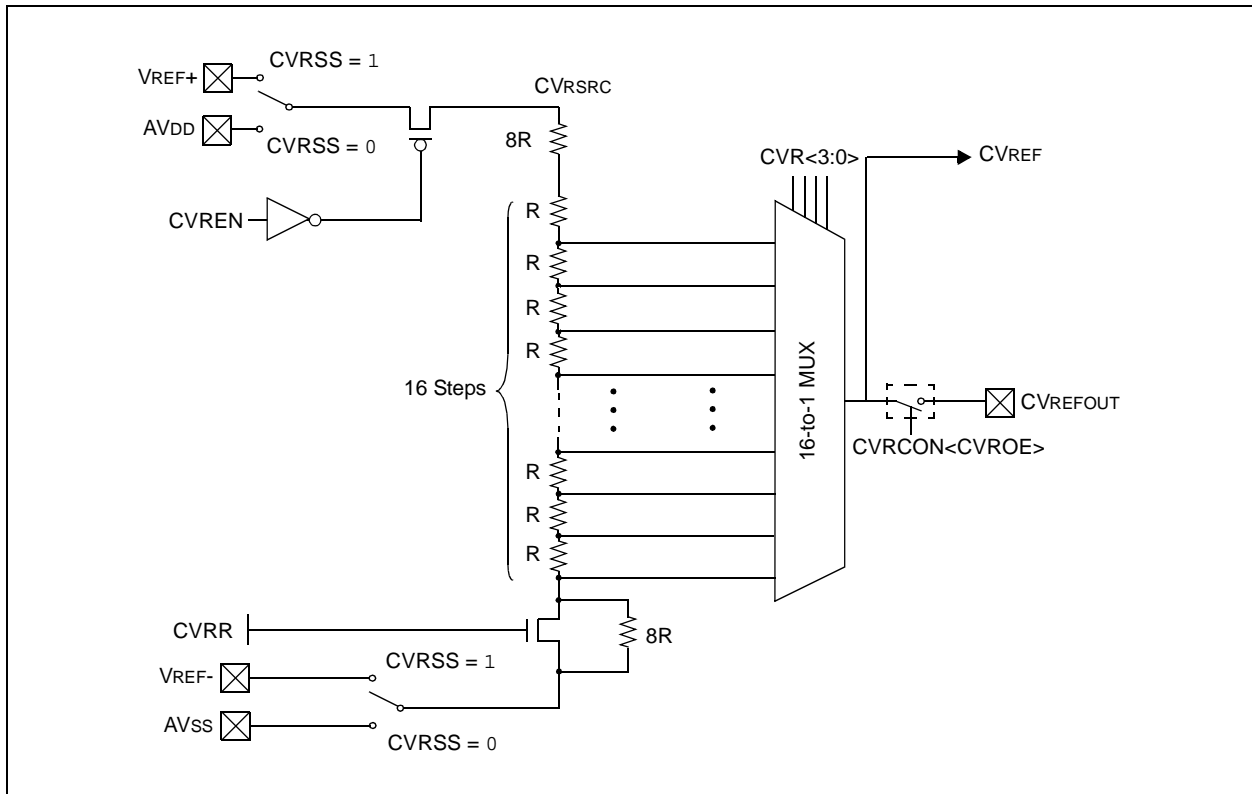 CVRSS = 1
VREF+
CVRSRC
AVDD
CVRSS = 0
8R
CVR<3:0>
CVREF
CVREN
R
R
R
R
16 Steps
16-to-1 MUX
CVREFOUT
CVRCON<CVROE>
R
R
R
CVRR
8R
CVRSS = 1
VREF-
AVSS
CVRSS = 0